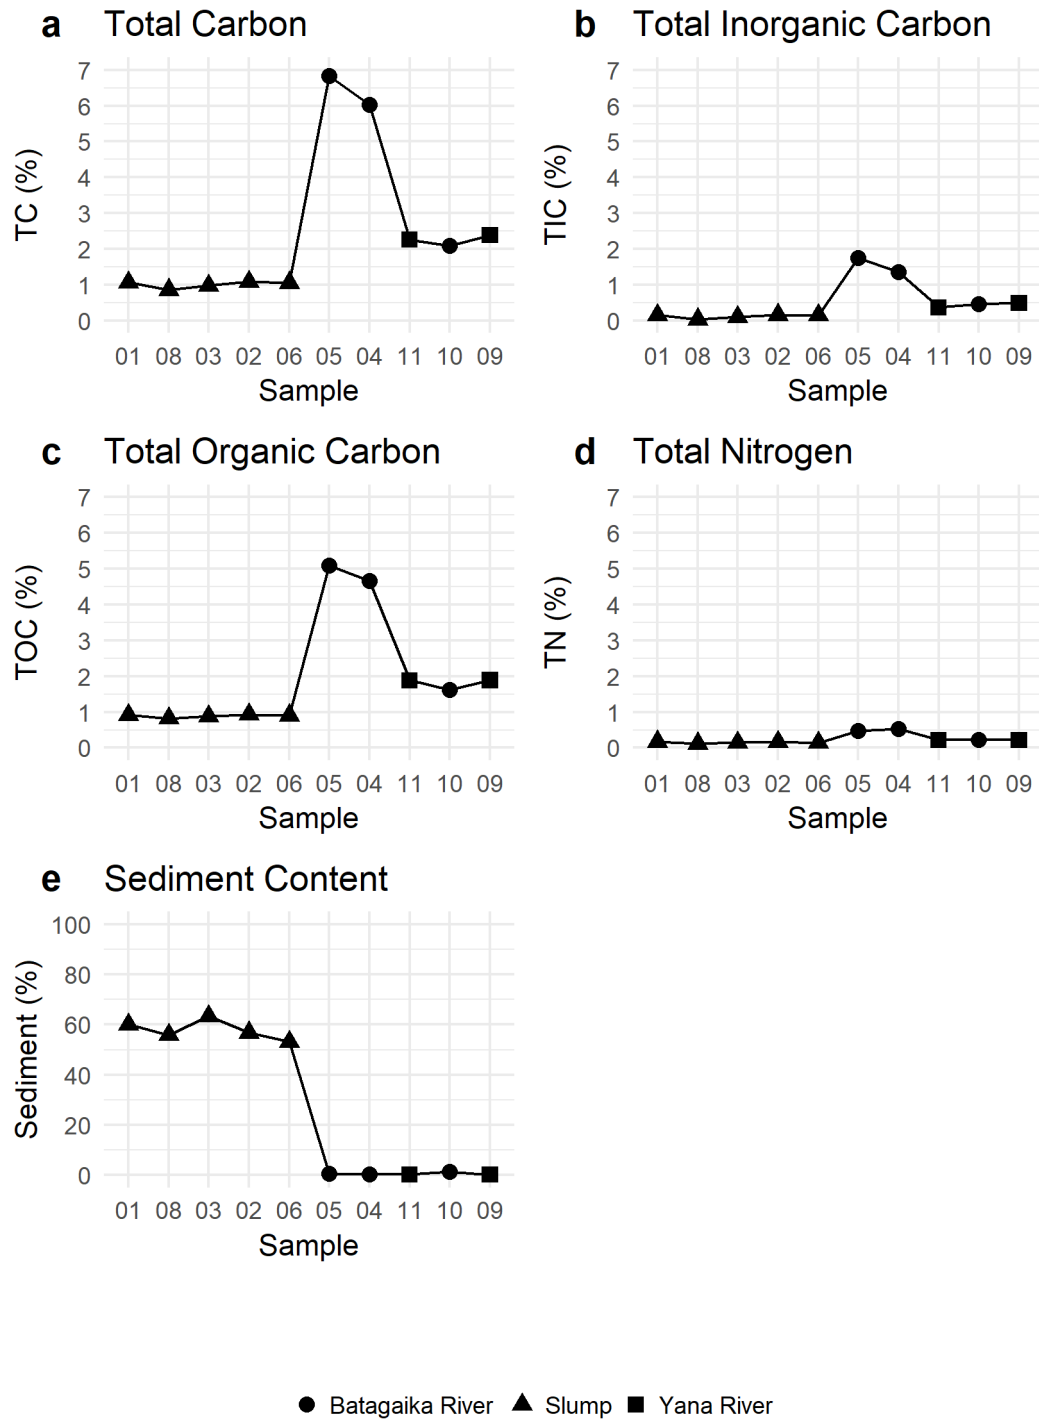 a Total Carbon
TC (%)
7
6
5
4
3
2
1
0
01 08 03 02 06 05 04 11 10 09
Sample
b Total Inorganic Carbon
TIC (%)
7
6
5
4
3
2
1
0
01 08 03 02 06 05 04 11 10 09
Sample
c Total Organic Carbon
TOC (%)
7
6
5
4
3
2
1
0
01 08 03 02 06 05 04 11 10 09
Sample
d Total Nitrogen
TN (%)
7
6
5
4
3
2
1
0
01 08 03 02 06 05 04 11 10 09
Sample
e Sediment Content
Sediment (%)
100
80
60
40
20
0
01 08 03 02 06 05 04 11 10 09
Sample
Batagaika River Slump Yana River